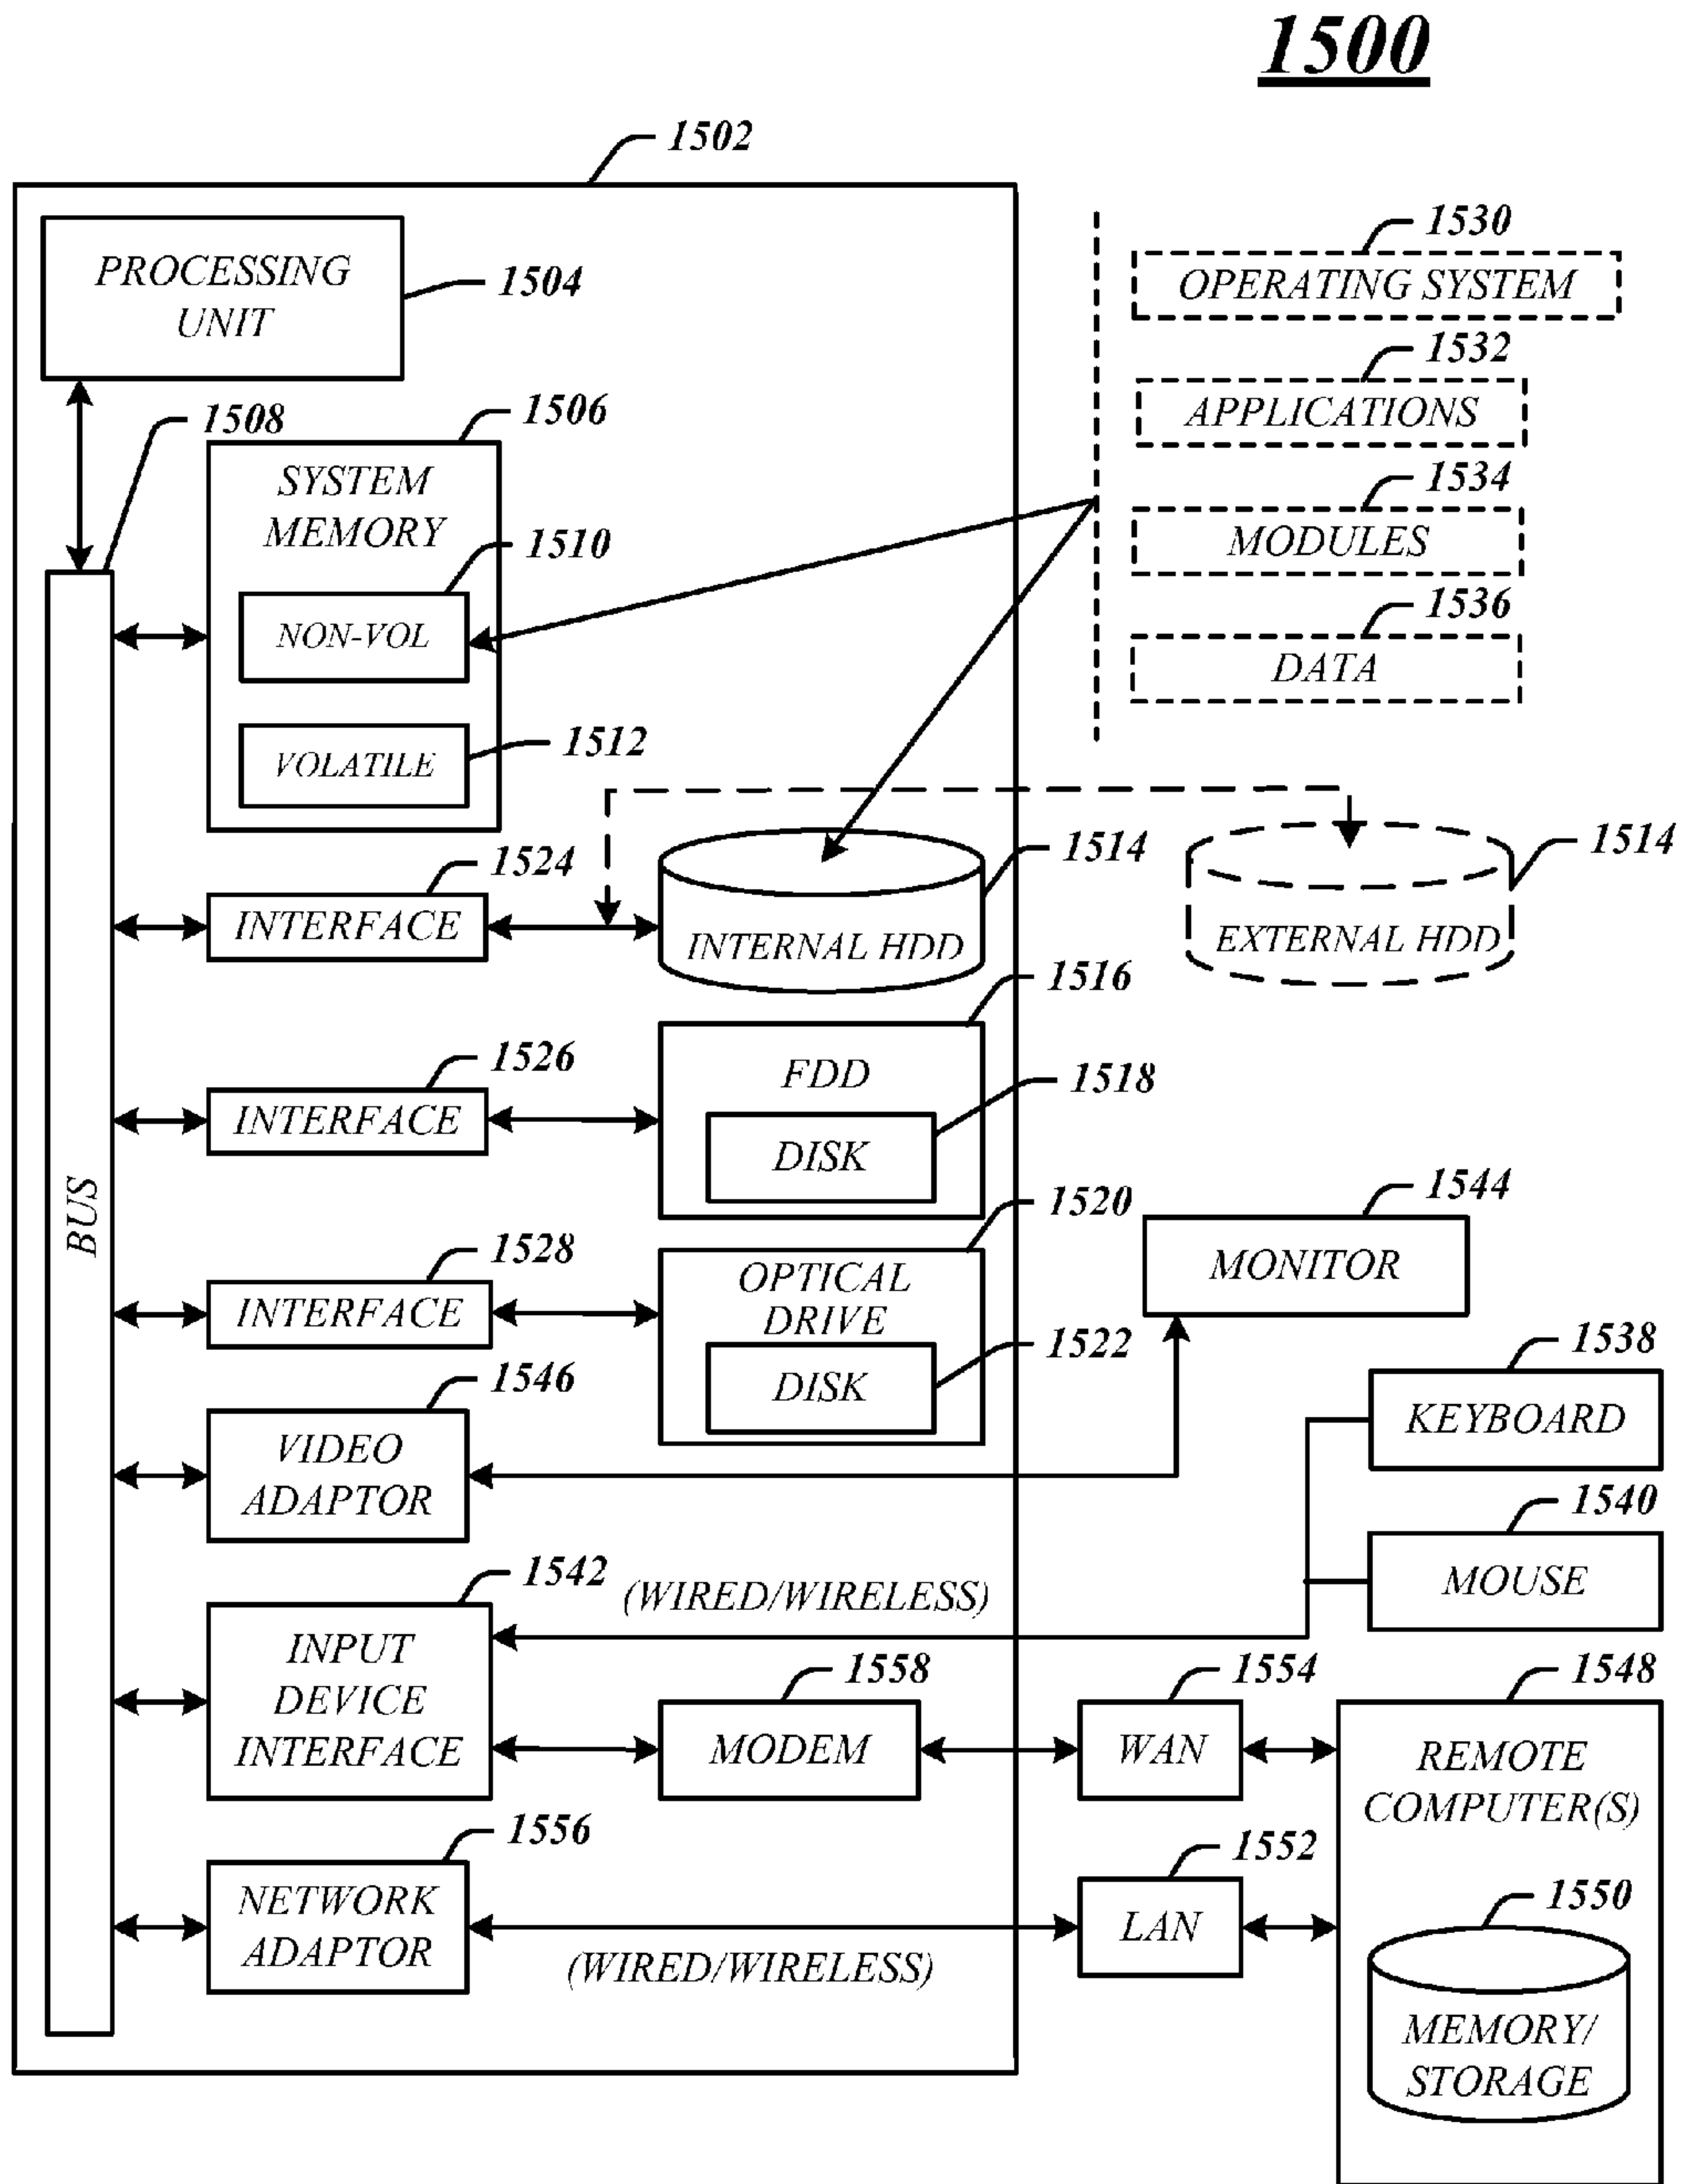 1500
1502
PROCESSING
UNIT
1504
1530
OPERATING SYSTEM
1532
APPLICATIONS
1534
MODULES
1536
DATA
1508
1506
SYSTEM
MEMORY
1510
NON-VOL
1512
VOLATILE
BUS
1524
INTERFACE
1514
INTERNAL HDD
1514
EXTERNAL HDD
1526
INTERFACE
1516
FDD
1518
DISK
1528
INTERFACE
1520
OPTICAL
DRIVE
1522
DISK
1544
MONITOR
1546
VIDEO
ADAPTOR
1538
KEYBOARD
1540
MOUSE
1542
INPUT
DEVICE
INTERFACE
(WIRED/WIRELESS)
1558
MODEM
1554
WAN
1548
REMOTE
COMPUTER(S)
1556
NETWORK
ADAPTOR
(WIRED/WIRELESS)
1552
LAN
1550
MEMORY/
STORAGE